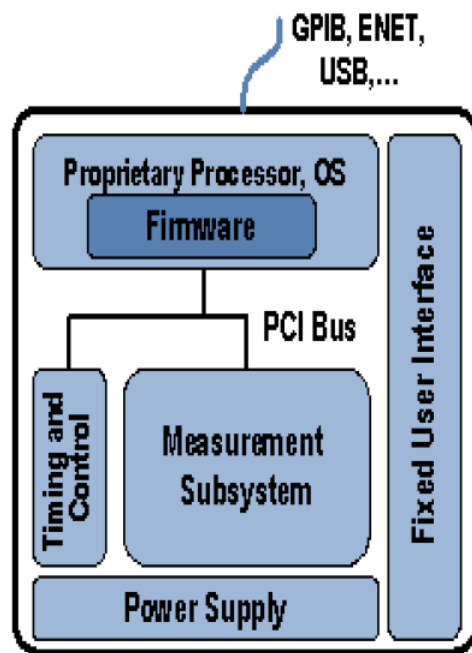 GPIB, ENET,
USB,...
Proprietary Processor, OS
Firmware
PCI Bus
Timing and
Control
Measurement
Subsystem
Fixed User Interface
Power Supply